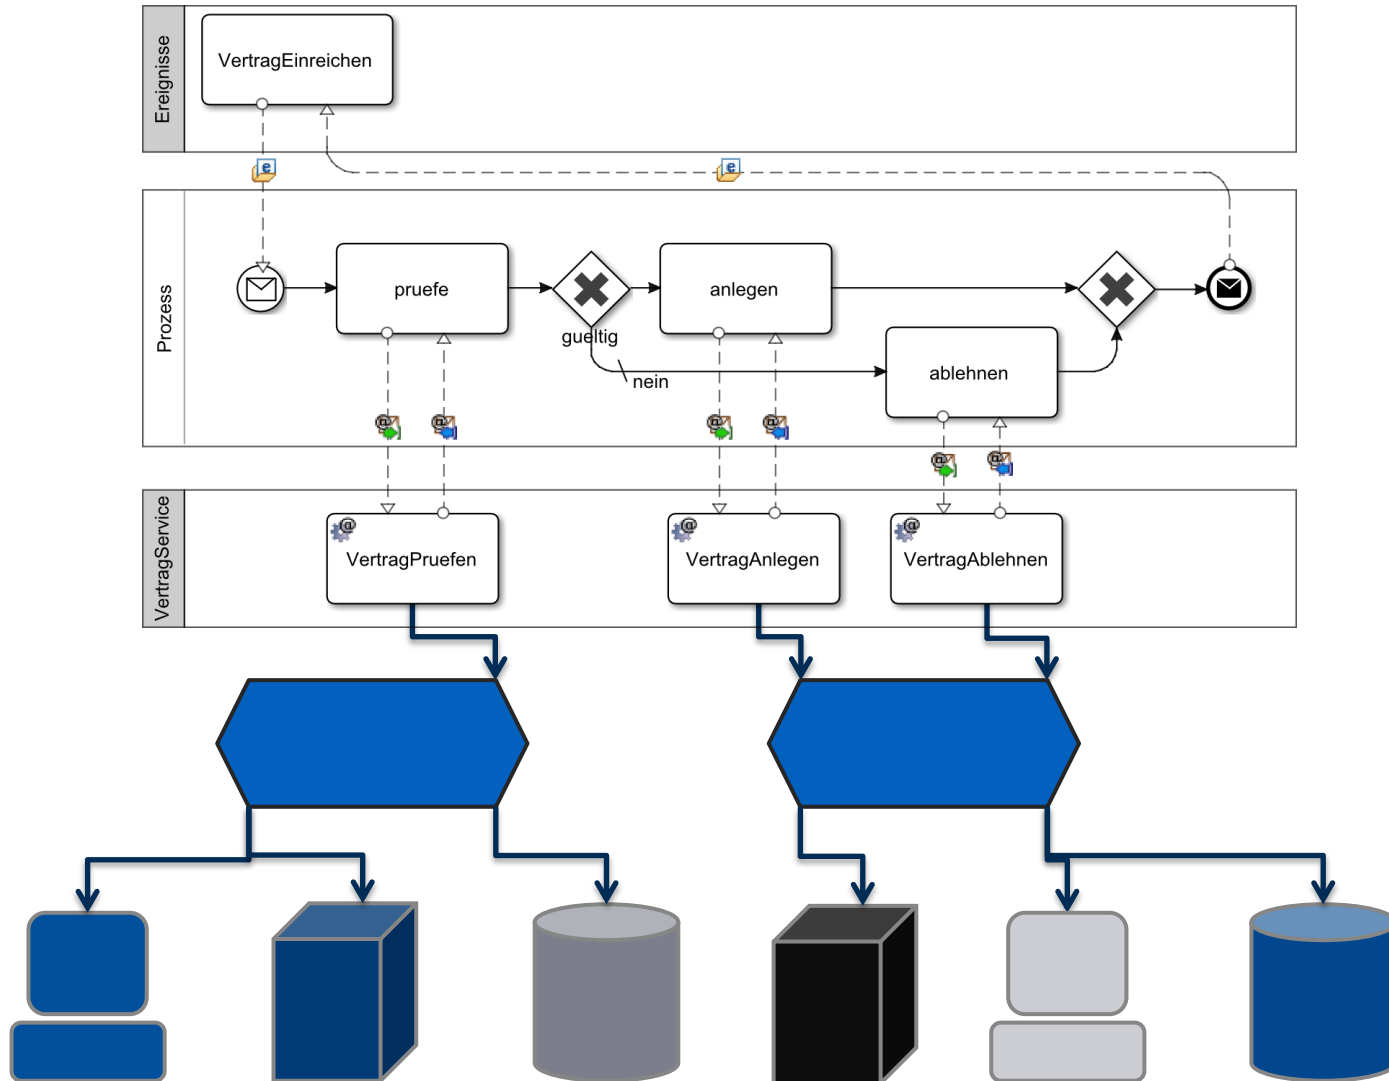 Ereignisse
VertragEinreichen
Prozess
pruefe
anlegen
gueltig
nein
ablehnen
VertragService
VertragPruefen
VertragAnlegen
VertragAblehnen